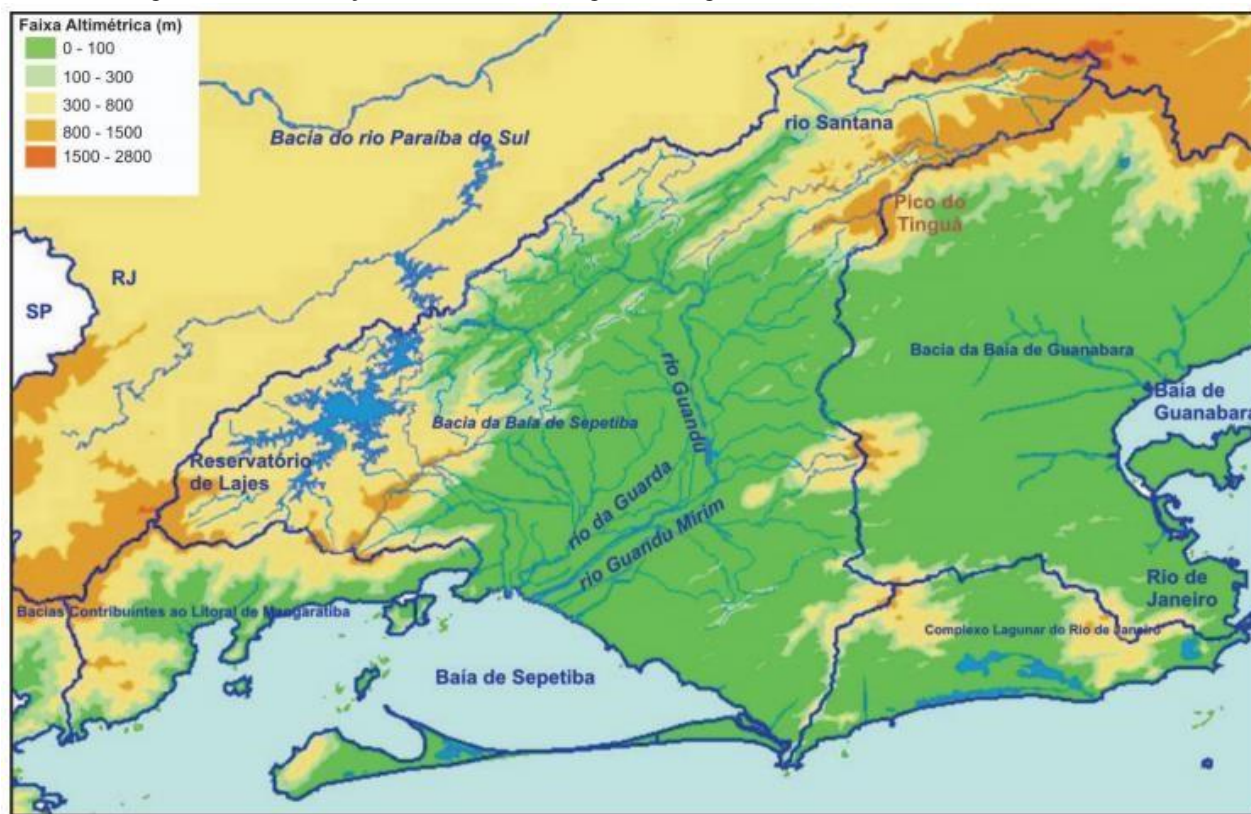 Faixa Altimétrica (m)
0 - 100
100 - 300
300 - 800
800 - 1500
1500 - 2800
Bacia do rio Paraíba do Sul
rio Santana
Pico do
Tinguá
RJ
SP
rio Guandu
Bacia da Baía de Guanabara
Baía de
Guanabara
Bacia da Baía de Sepetiba
Reservatório
de Lajes
rio da Guarda
rio Guandu Mirim
Rio de
Janeiro
Bacias Contribuintes ao Litoral de Mangaratiba
Complexo Lagunar do Rio de Janeiro
Baía de Sepetiba